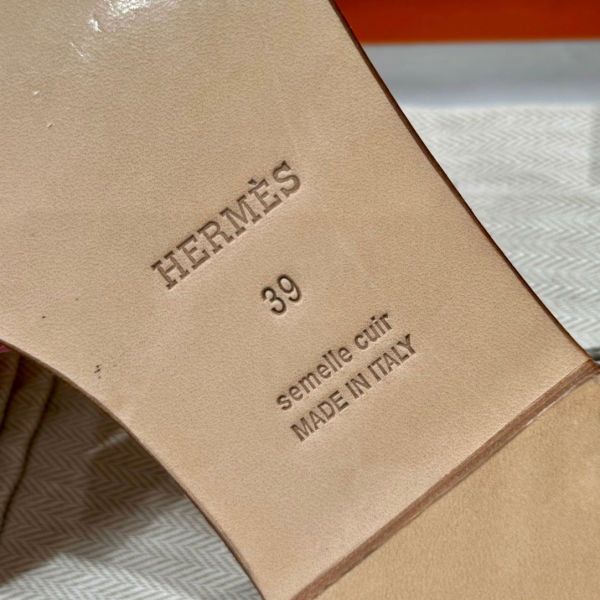 HERMÈS
39
semelle cuir
MADE IN ITALY